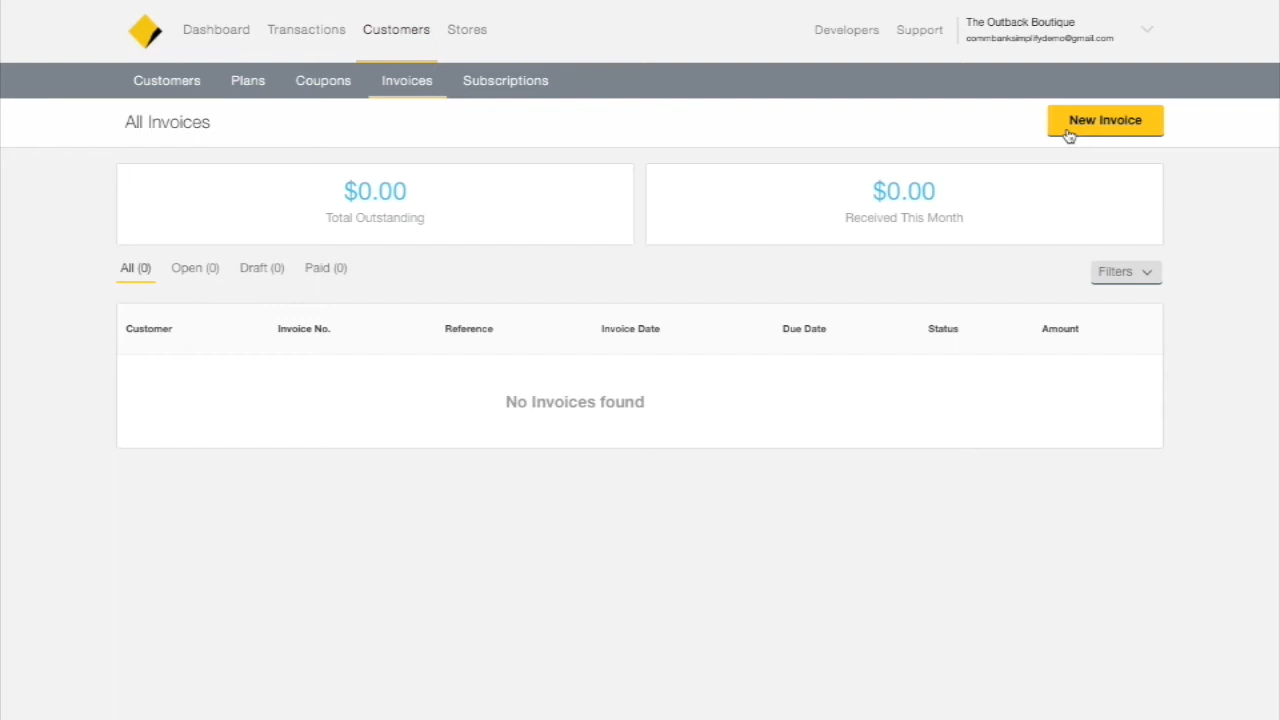 Dashboard Transactions Customers Stores Developers Support The Outback Boutique
commbanksimplifydemo@gmail.com
Customers Plans Coupons Invoices Subscriptions
All Invoices New Invoice
$0.00 $0.00
Total Outstanding Received This Month
All (0) Open (0) Draft (0) Paid (0) Filters
Customer Invoice No. Reference Invoice Date Due Date Status Amount
No Invoices found